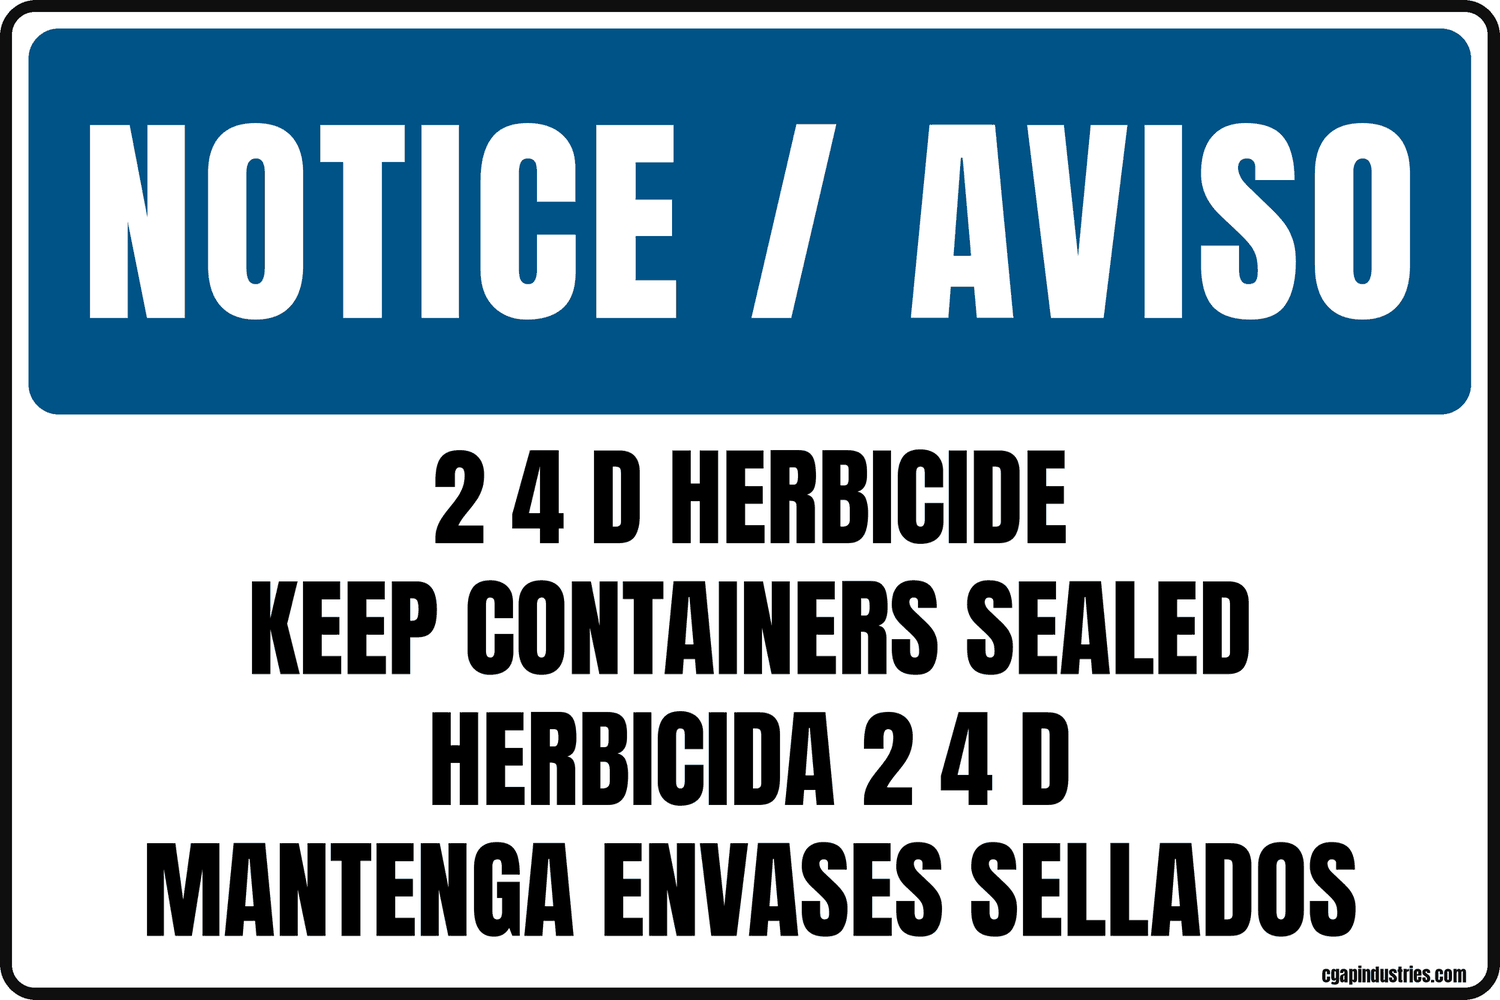 NOTICE / AVISO
2 4 D HERBICIDE
KEEP CONTAINERS SEALED
HERBICIDA 2 4 D
MANTENGA ENVASES SELLADOS
cgapindustries.com